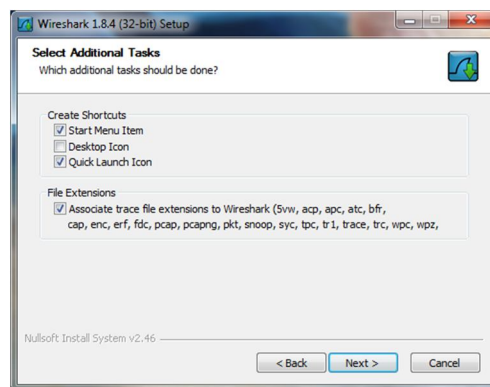 Wireshark 1.8.4 (32-bit) Setup
Select Additional Tasks
Which additional tasks should be done?
Create Shortcuts
Start Menu Item
Desktop Icon
Quick Launch Icon
File Extensions
Associate trace file extensions to Wireshark (5vw, acp, apc, atc, bfr,
cap, enc, erf, fdc, pcap, pcapng, pkt, snoop, syc, tpc, tr1, trace, trc, wpc, wpz,
Nullsoft Install System v2.46
< Back
Next >
Cancel